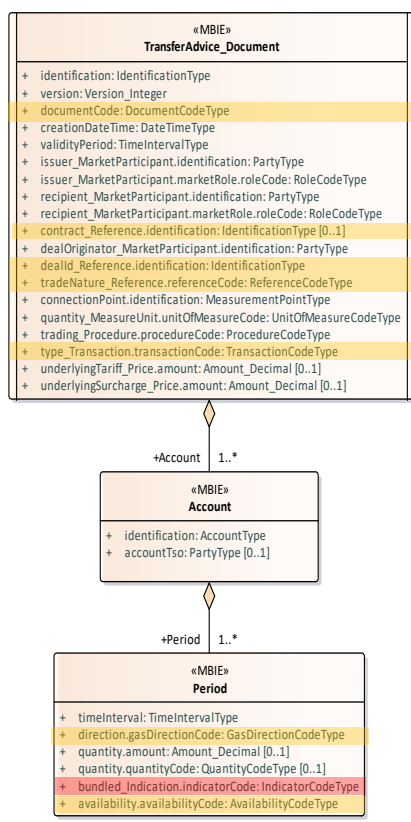 «MBIE»
TransferAdvice_Document
+ identification: IdentificationType
+ version: Version_Integer
+ documentCode: DocumentCodeType
+ creationDateTime: DateTimeType
+ validityPeriod: TimeIntervalType
+ issuer_MarketParticipant.identification: PartyType
+ issuer_MarketParticipant.marketRole.roleCode: RoleCodeType
+ recipient_MarketParticipant.identification: PartyType
+ recipient_MarketParticipant.marketRole.roleCode: RoleCodeType
+ contract_Reference.identification: IdentificationType [0..1]
+ dealOriginator_MarketParticipant.identification: PartyType
+ dealId_Reference.identification: IdentificationType
+ tradeNature_Reference.referenceCode: ReferenceCodeType
+ connectionPoint.identification: MeasurementPointType
+ quantity_MeasureUnit.unitOfMeasureCode: UnitOfMeasureCodeType
+ trading_Procedure.procedureCode: ProcedureCodeType
+ type_Transaction.transactionCode: TransactionCodeType
+ underlyingTariff_Price.amount: Amount_Decimal [0..1]
+ underlyingSurcharge_Price.amount: Amount_Decimal [0..1]
+Account 1..*
«MBIE»
Account
+ identification: AccountType
+ accountTso: PartyType [0..1]
+Period 1..*
«MBIE»
Period
+ timeInterval: TimeIntervalType
+ direction.gasDirectionCode: GasDirectionCodeType
+ quantity.amount: Amount_Decimal [0..1]
+ quantity.quantityCode: QuantityCodeType [0..1]
+ bundled_Indication.indicatorCode: IndicatorCodeType
+ availability.availabilityCode: AvailabilityCodeType